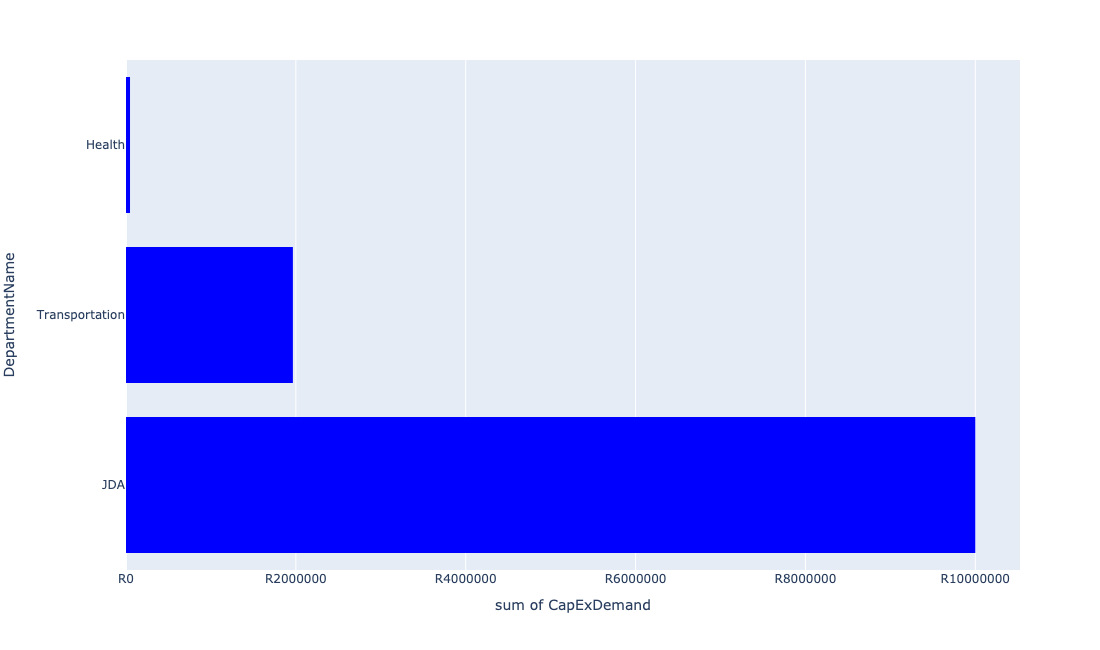 Health
Transportation
JDA
DepartmentName
R0 R2000000 R4000000 R6000000 R8000000 R10000000
sum of CapExDemand